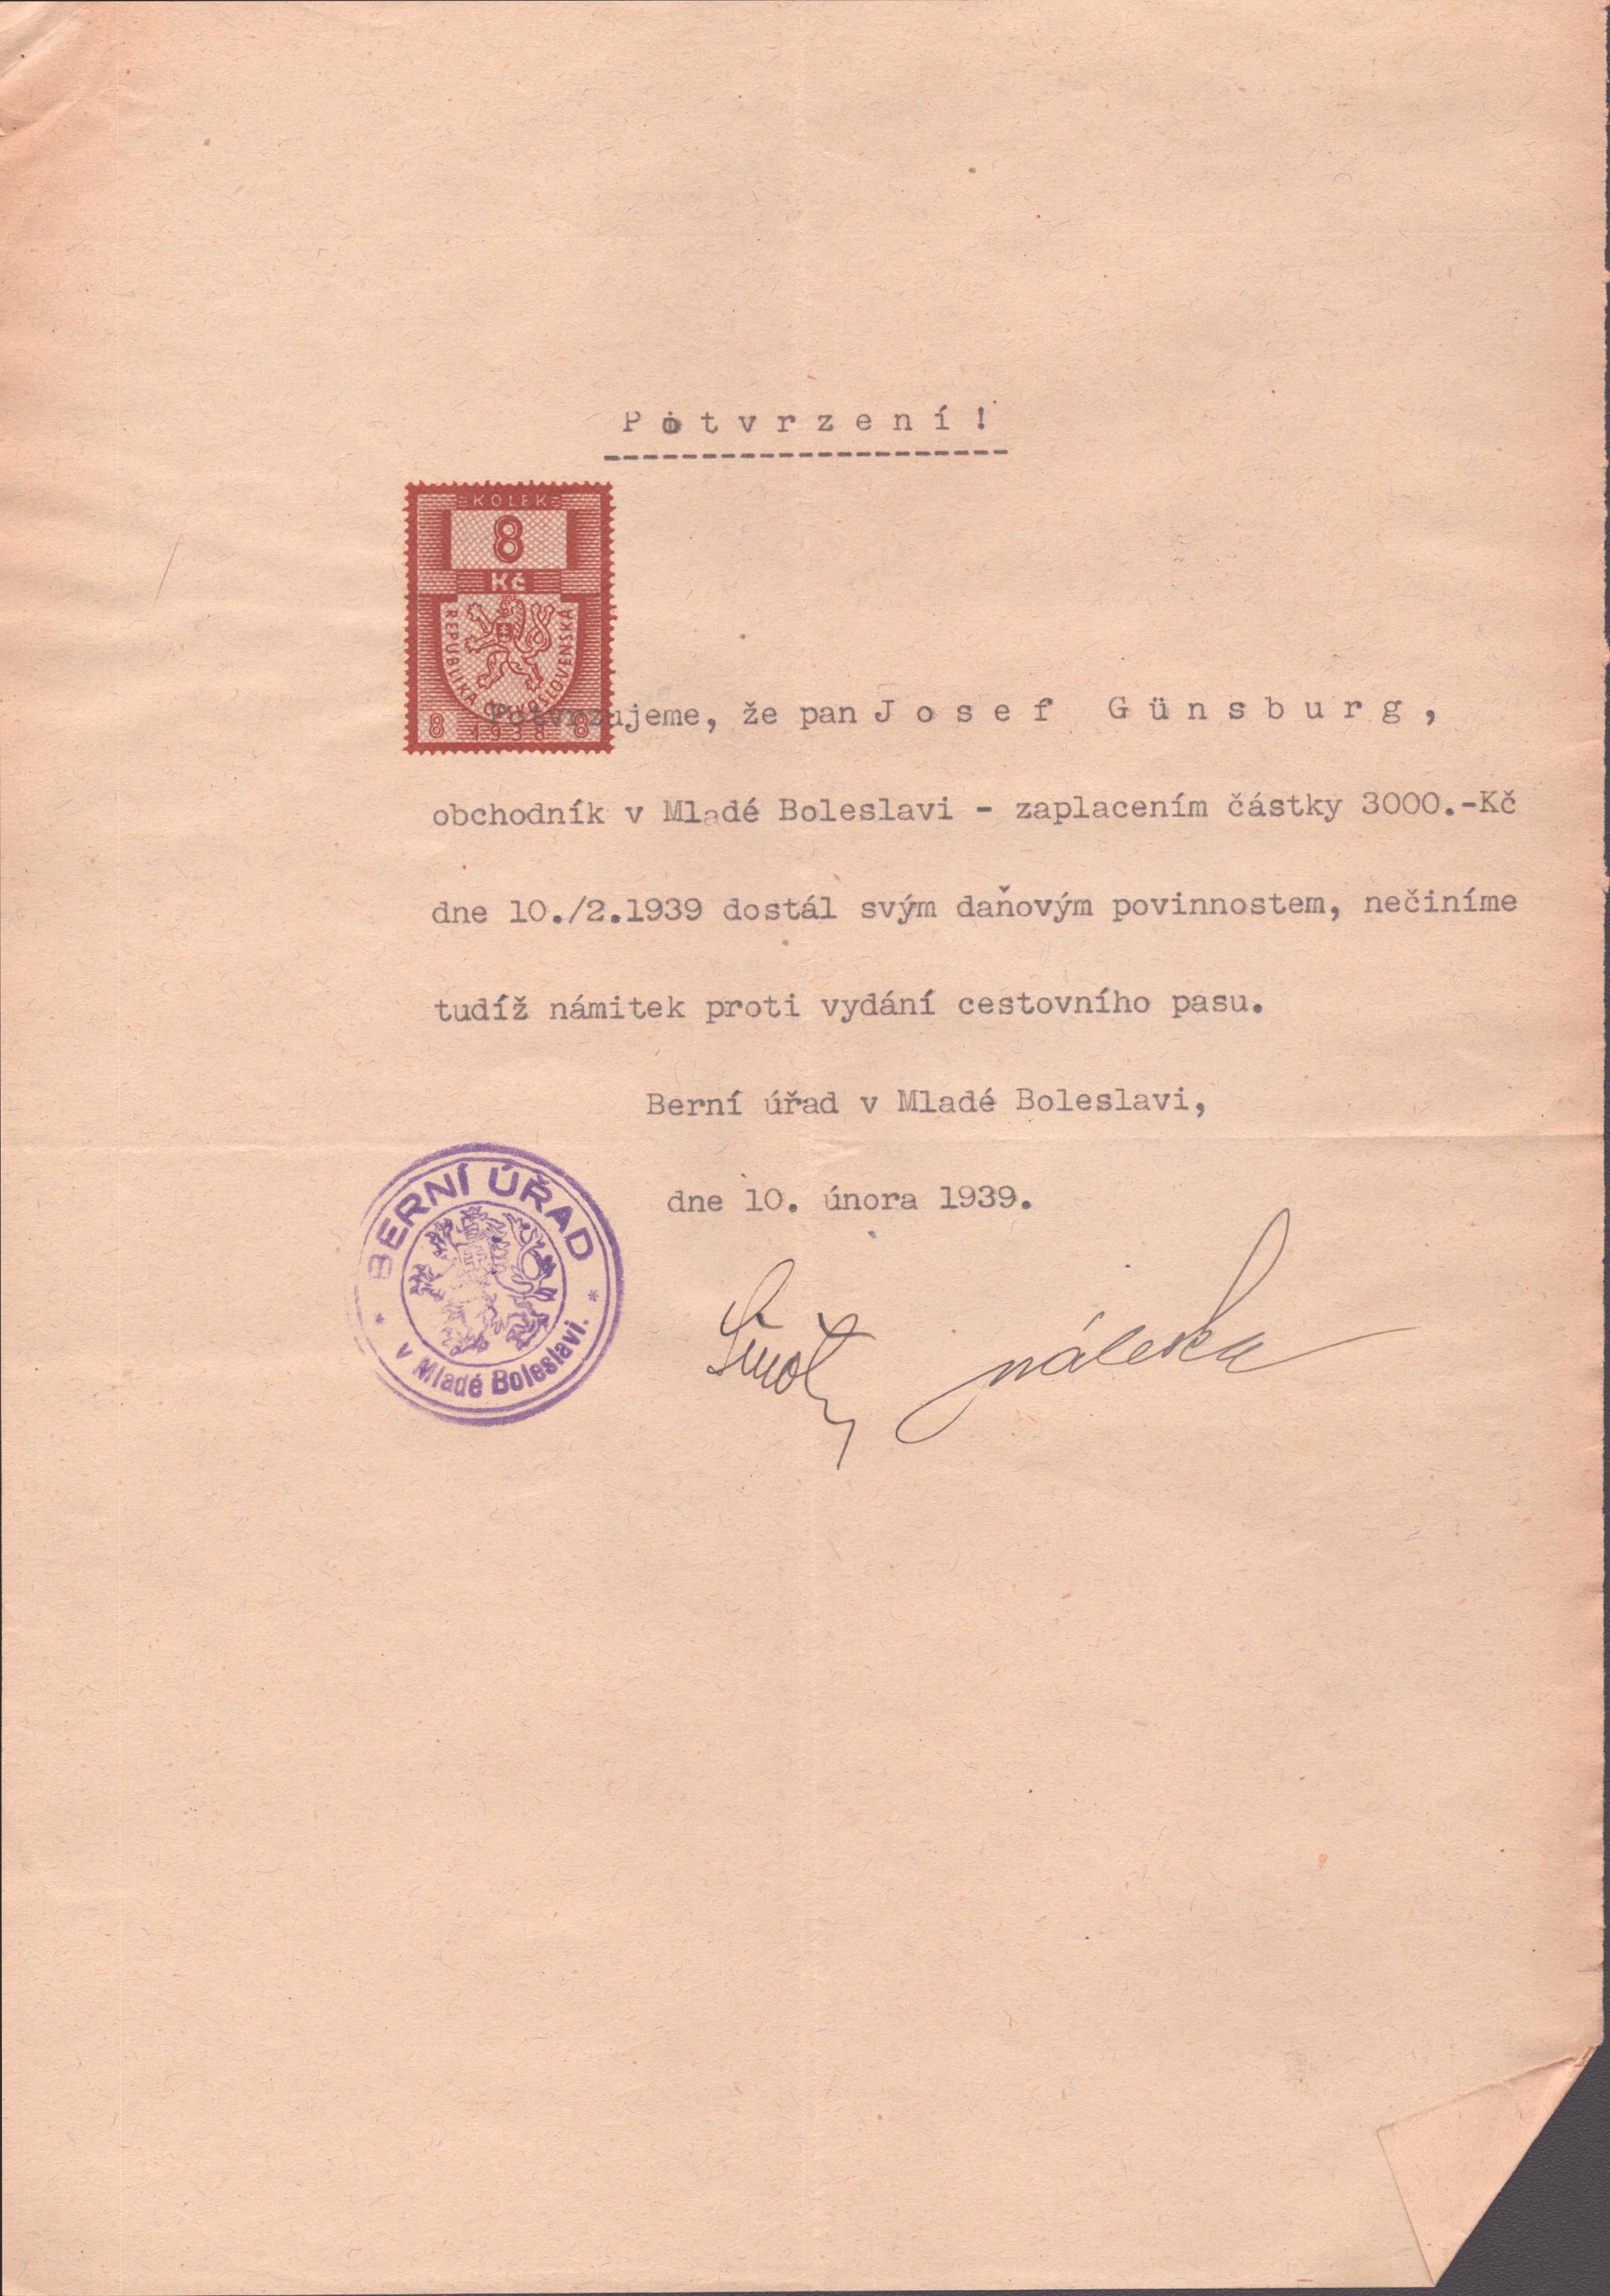 P o t v r z e n í !
KOLEK
8
Kč
REPUBLIKA ČESKOSLOVENSKÁ
8 1938 8
Potvrzujeme, že pan J o s e f G ü n s b u r g ,
obchodník v Mladé Boleslavi - zaplacením částky 3000.-Kč
dne 10./2.1939 dostál svým daňovým povinnostem, nečiníme
tudíž námitek proti vydání cestovního pasu.
Berní úřad v Mladé Boleslavi,
dne 10. února 1939.
* BERNÍ ÚŘAD *
v Mladé Boleslavi.